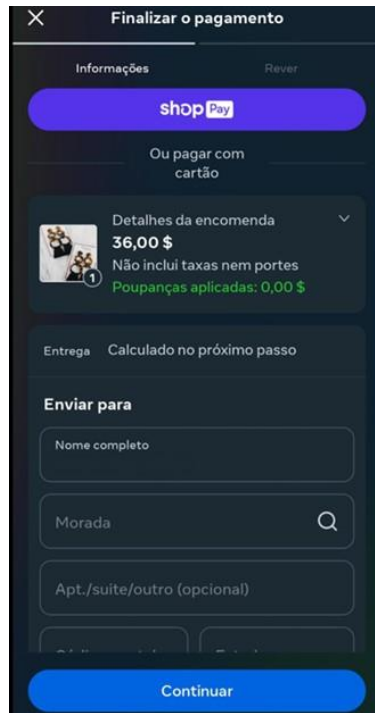 Finalizar o pagamento
Informações
Rever
shop Pay
Ou pagar com
cartão
Detalhes da encomenda
36,00 $
Não inclui taxas nem portes
1
Poupanças aplicadas: 0,00 $
Entrega Calculado no próximo passo
Enviar para
Nome completo
Morada
Apt./suite/outro (opcional)
Continuar